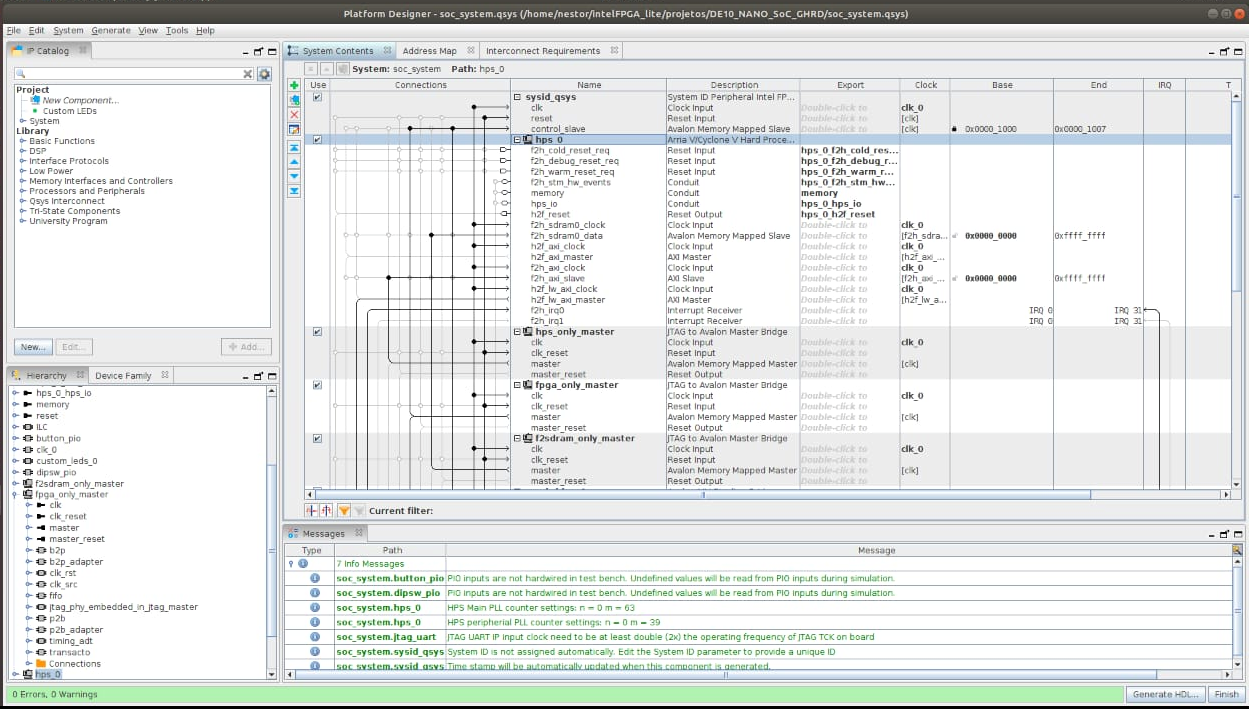 Platform Designer - soc_system.qsys (/home/nestor/intelFPGA_lite/projetos/DE10_NANO_SoC_GHRD/soc_system.qsys)
File Edit System Generate View Tools Help
IP Catalog
Project
New Component...
Custom LEDs
System
Library
Basic Functions
DSP
Interface Protocols
Low Power
Memory Interfaces and Controllers
Processors and Peripherals
Qsys Interconnect
Tri-State Components
University Program
New... Edit... Add...
Hierarchy Device Family
hps_0_hps_io
memory
reset
ILC
button_pio
clk_0
custom_leds_0
dipsw_pio
f2sdram_only_master
fpga_only_master
clk
clk_reset
master
master_reset
b2p
b2p_adapter
clk_rst
clk_src
fifo
jtag_phy_embedded_in_jtag_master
p2b
p2b_adapter
timing_adt
transacto
Connections
hps_0
System Contents Address Map Interconnect Requirements
System: soc_system Path: hps_0
Use Connections Name Description Export Clock Base End IRQ T
sysid_qsys System ID Peripheral Intel FP...
clk Clock Input Double-click to clk_0
reset Reset Input Double-click to [clk]
control_slave Avalon Memory Mapped Slave Double-click to [clk] 0x0000_1000 0x0000_1007
hps_0 Arria V/Cyclone V Hard Proce...
f2h_cold_reset_req Reset Input hps_0_f2h_cold_res...
f2h_debug_reset_req Reset Input hps_0_f2h_debug_r...
f2h_warm_reset_req Reset Input hps_0_f2h_warm_r...
f2h_stm_hw_events Conduit hps_0_f2h_stm_hw...
memory Conduit memory
hps_io Conduit hps_0_hps_io
h2f_reset Reset Output hps_0_h2f_reset
f2h_sdram0_clock Clock Input Double-click to clk_0
f2h_sdram0_data Avalon Memory Mapped Slave Double-click to [f2h_sdra... 0x0000_0000 0xffff_ffff
h2f_axi_clock Clock Input Double-click to clk_0
h2f_axi_master AXI Master Double-click to [h2f_axi_...
f2h_axi_clock Clock Input Double-click to clk_0
f2h_axi_slave AXI Slave Double-click to [f2h_axi_... 0x0000_0000 0xffff_ffff
h2f_lw_axi_clock Clock Input Double-click to clk_0
h2f_lw_axi_master AXI Master Double-click to [h2f_lw_a...
f2h_irq0 Interrupt Receiver Double-click to IRQ 0 IRQ 31
f2h_irq1 Interrupt Receiver Double-click to IRQ 0 IRQ 31
hps_only_master JTAG to Avalon Master Bridge
clk Clock Input Double-click to clk_0
clk_reset Reset Input Double-click to
master Avalon Memory Mapped Master Double-click to [clk]
master_reset Reset Output Double-click to
fpga_only_master JTAG to Avalon Master Bridge
clk Clock Input Double-click to clk_0
clk_reset Reset Input Double-click to
master Avalon Memory Mapped Master Double-click to [clk]
master_reset Reset Output Double-click to
f2sdram_only_master JTAG to Avalon Master Bridge
clk Clock Input Double-click to clk_0
clk_reset Reset Input Double-click to
master Avalon Memory Mapped Master Double-click to [clk]
master_reset Reset Output Double-click to
Current filter:
Messages
Type Path Message
7 Info Messages
soc_system.button_pio PIO inputs are not hardwired in test bench. Undefined values will be read from PIO inputs during simulation.
soc_system.dipsw_pio PIO inputs are not hardwired in test bench. Undefined values will be read from PIO inputs during simulation.
soc_system.hps_0 HPS Main PLL counter settings: n = 0 m = 63
soc_system.hps_0 HPS peripherial PLL counter settings: n = 0 m = 39
soc_system.jtag_uart JTAG UART IP input clock need to be at least double (2x) the operating frequency of JTAG TCK on board
soc_system.sysid_qsys System ID is not assigned automatically. Edit the System ID parameter to provide a unique ID
soc_system.sysid_qsys Time stamp will be automatically updated when this component is generated.
0 Errors, 0 Warnings
Generate HDL... Finish